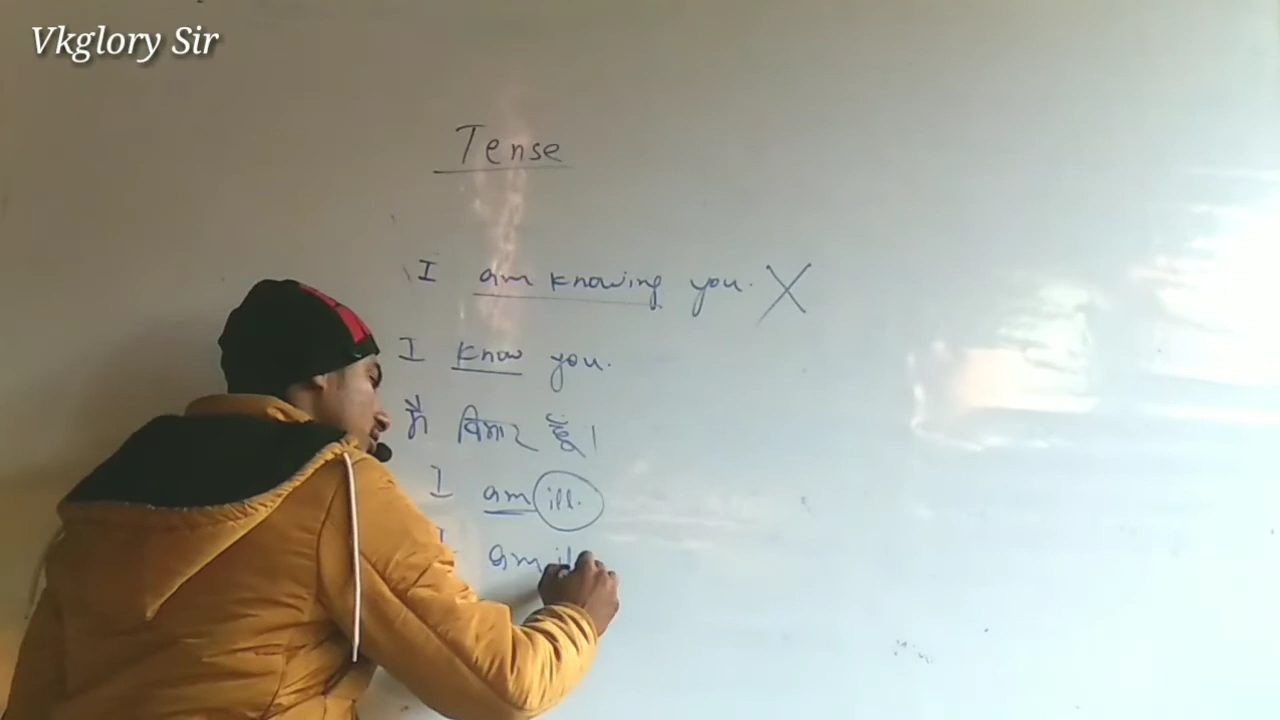 Vkglory Sir
Tense
I am knowing you. X
I know you.
मैं बिमार हूँ।
I am ill.
I am